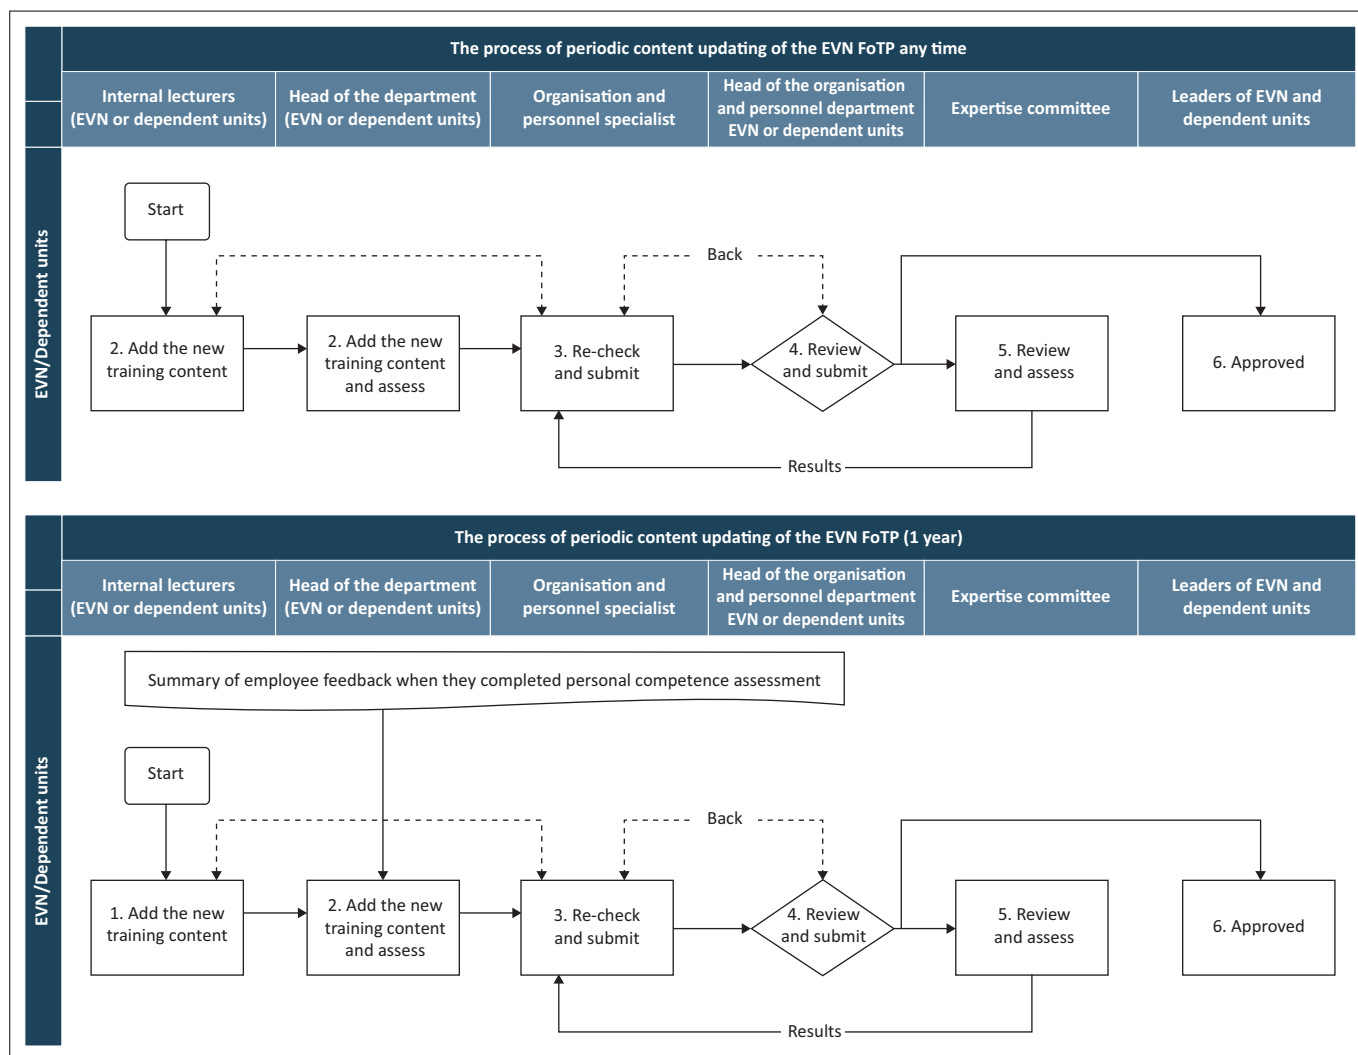 The process of periodic content updating of the EVN FoTP any time
Internal lecturers
(EVN or dependent units)
Head of the department
(EVN or dependent units)
Organisation and
personnel specialist
Head of the organisation
and personnel department
EVN or dependent units
Expertise committee
Leaders of EVN and
dependent units
EVN/Dependent units
Start
Back
2. Add the new
training content
2. Add the new
training content
and assess
3. Re-check
and submit
4. Review
and submit
5. Review
and assess
6. Approved
Results
The process of periodic content updating of the EVN FoTP (1 year)
Internal lecturers
(EVN or dependent units)
Head of the department
(EVN or dependent units)
Organisation and
personnel specialist
Head of the organisation
and personnel department
EVN or dependent units
Expertise committee
Leaders of EVN and
dependent units
EVN/Dependent units
Summary of employee feedback when they completed personal competence assessment
Start
Back
1. Add the new
training content
2. Add the new
training content
and assess
3. Re-check
and submit
4. Review
and submit
5. Review
and assess
6. Approved
Results